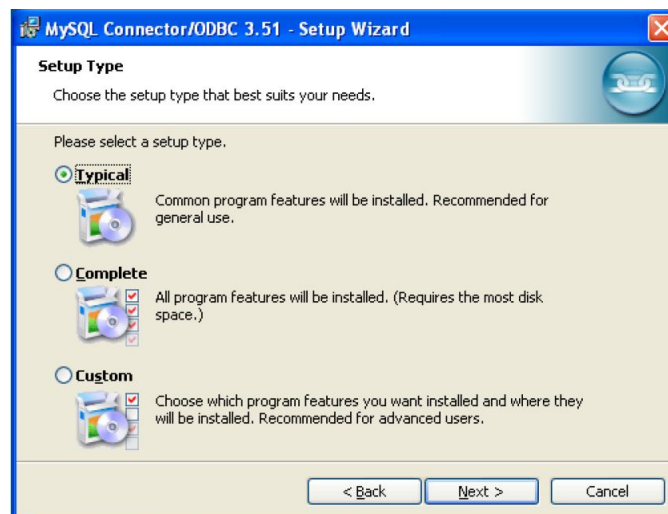 MySQL Connector/ODBC 3.51 - Setup Wizard
Setup Type
Choose the setup type that best suits your needs.
Please select a setup type.
Typical
Common program features will be installed. Recommended for
general use.
Complete
All program features will be installed. (Requires the most disk
space.)
Custom
Choose which program features you want installed and where they
will be installed. Recommended for advanced users.
< Back
Next >
Cancel